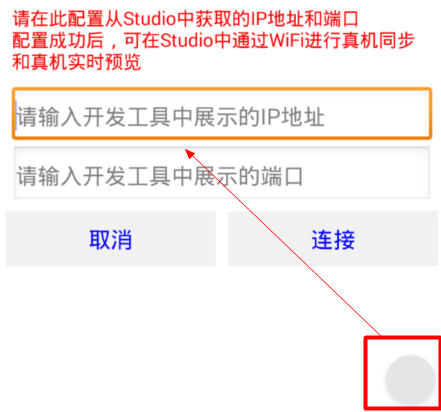 请在此配置从Studio中获取的IP地址和端口
配置成功后，可在Studio中通过WiFi进行真机同步
和真机实时预览
请输入开发工具中展示的IP地址
请输入开发工具中展示的端口
取消
连接